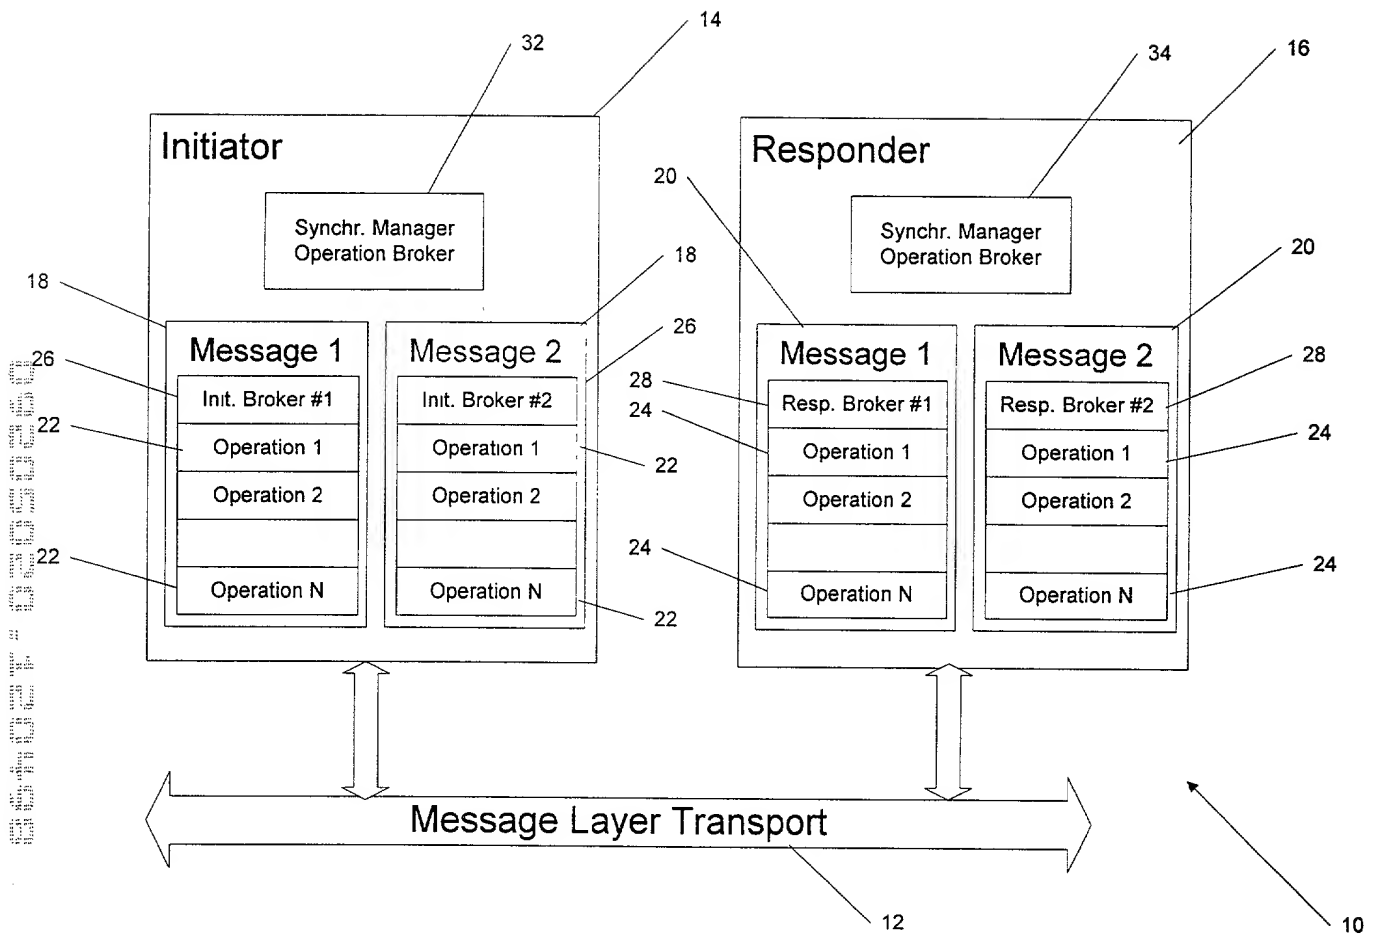 14
32
16
34
Initiator
Responder
20
Synchr. Manager
Operation Broker
Synchr. Manager
Operation Broker
18
20
18
26
Message 1
Message 2
Message 1
Message 2
28
26
28
Init. Broker #1
Init. Broker #2
Resp. Broker #1
Resp. Broker #2
24
22
24
Operation 1
Operation 1
Operation 1
Operation 1
22
Operation 2
Operation 2
Operation 2
Operation 2
24
22
24
Operation N
Operation N
Operation N
Operation N
22
Message Layer Transport
12
10